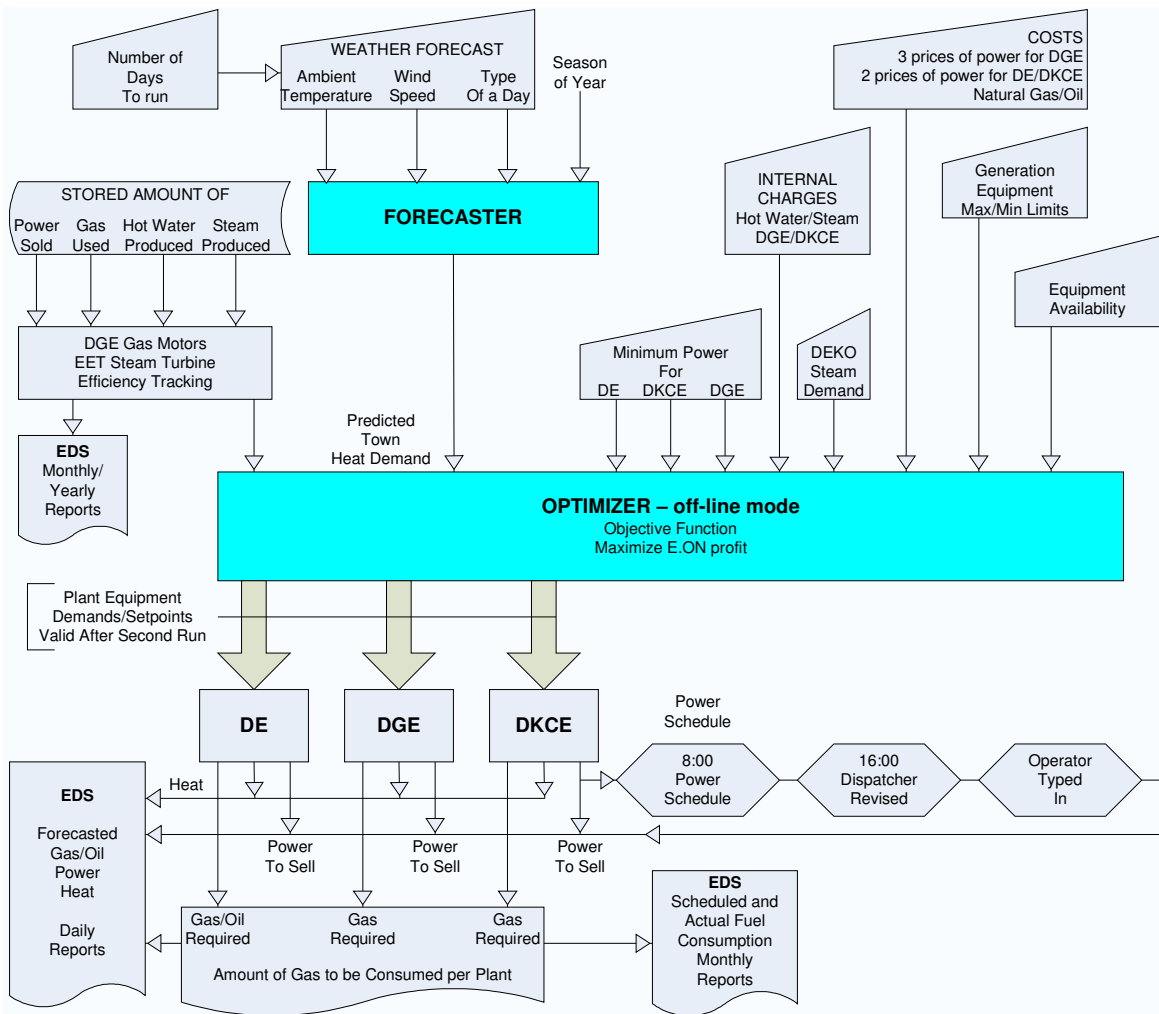 Number of
Days
To run
WEATHER FORECAST
Ambient
Temperature
Wind
Speed
Type
Of a Day
Season
of Year
COSTS
3 prices of power for DGE
2 prices of power for DE/DKCE
Natural Gas/Oil
INTERNAL
CHARGES
Hot Water/Steam
DGE/DKCE
Generation
Equipment
Max/Min Limits
STORED AMOUNT OF
Power
Sold
Gas
Used
Hot Water
Produced
Steam
Produced
FORECASTER
Equipment
Availability
DGE Gas Motors
EET Steam Turbine
Efficiency Tracking
Minimum Power
For
DE DKCE DGE
DEKO
Steam
Demand
EDS
Monthly/
Yearly
Reports
Predicted
Town
Heat Demand
OPTIMIZER – off-line mode
Objective Function
Maximize E.ON profit
Plant Equipment
Demands/Setpoints
Valid After Second Run
DE
DGE
DKCE
Power
Schedule
8:00
Power
Schedule
16:00
Dispatcher
Revised
Operator
Typed
In
Heat
EDS
Forecasted
Gas/Oil
Power
Heat
Daily
Reports
Power
To Sell
Power
To Sell
Power
To Sell
Gas/Oil
Required
Gas
Required
Gas
Required
Amount of Gas to be Consumed per Plant
EDS
Scheduled and
Actual Fuel
Consumption
Monthly
Reports